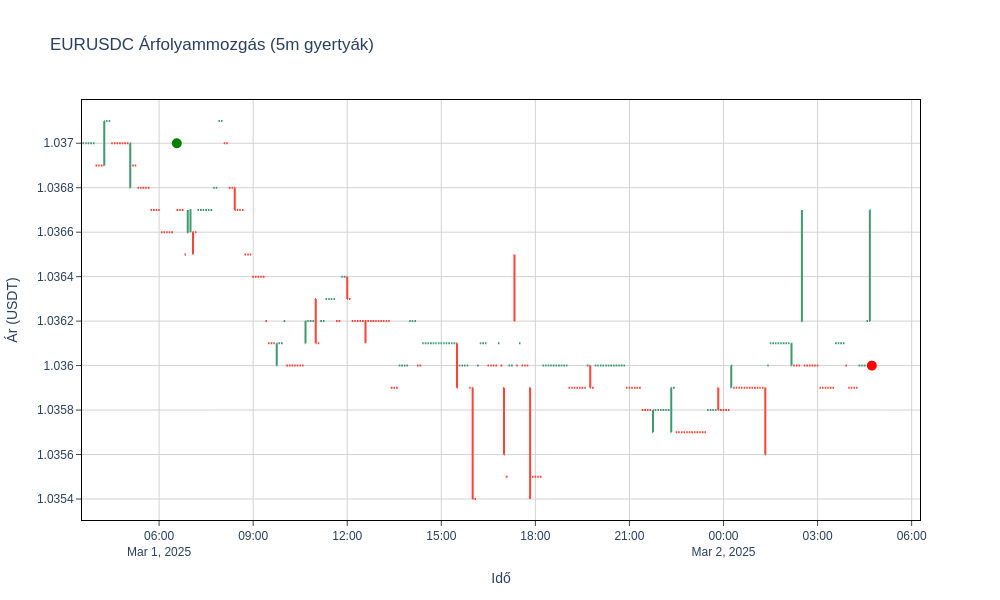 EURUSDC Árfolyammozgás (5m gyertyák)
Ár (USDT)
1.037
1.0368
1.0366
1.0364
1.0362
1.036
1.0358
1.0356
1.0354
06:00 09:00 12:00 15:00 18:00 21:00 00:00 03:00 06:00
Mar 1, 2025 Mar 2, 2025
Idő